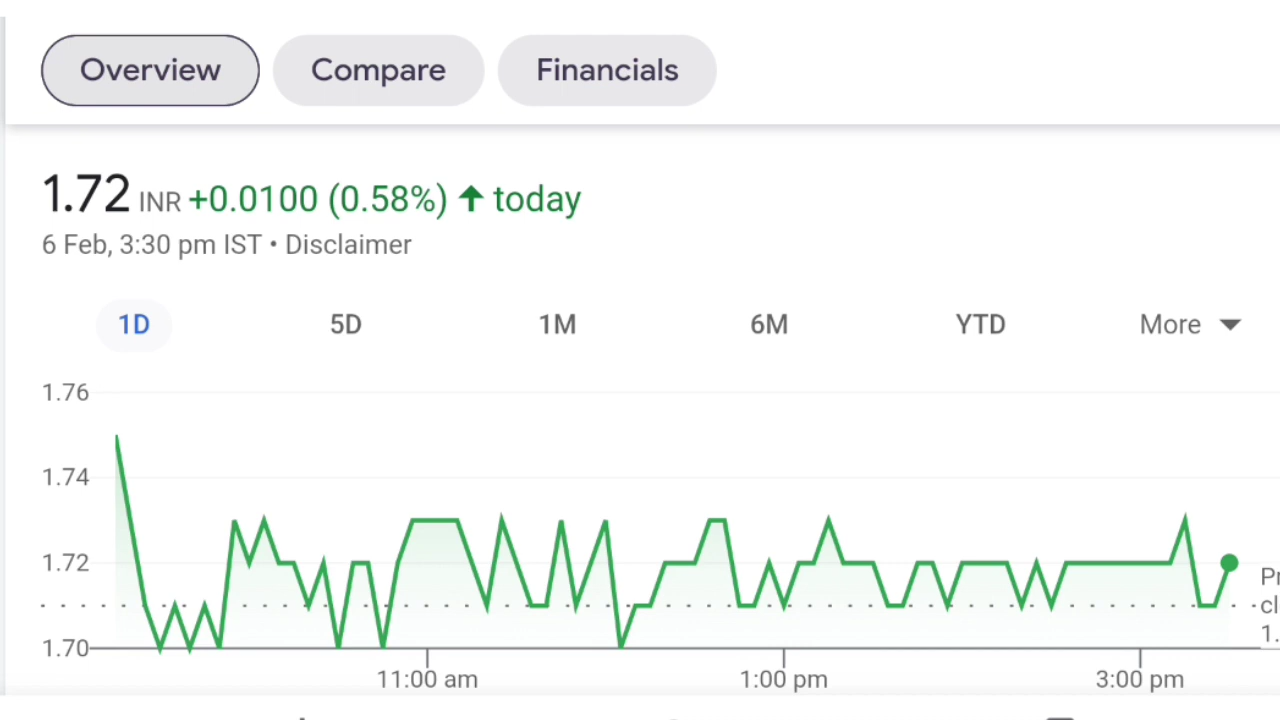 Overview Compare Financials
1.72 INR +0.0100 (0.58%) ↑ today
6 Feb, 3:30 pm IST • Disclaimer
1D 5D 1M 6M YTD More
1.76
1.74
1.72
1.70
11:00 am 1:00 pm 3:00 pm